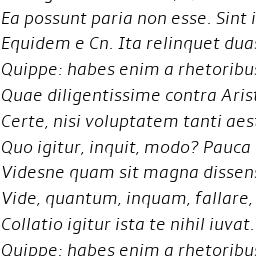 Ea possunt paria non esse. Sint i
Equidem e Cn. Ita relinquet duas
Quippe: habes enim a rhetoribus
Quae diligentissime contra Arist
Certe, nisi voluptatem tanti aest
Quo igitur, inquit, modo? Pauca
Videsne quam sit magna dissens
Vide, quantum, inquam, fallare,
Collatio igitur ista te nihil iuvat.
Quippe: habes enim a rhetoribus